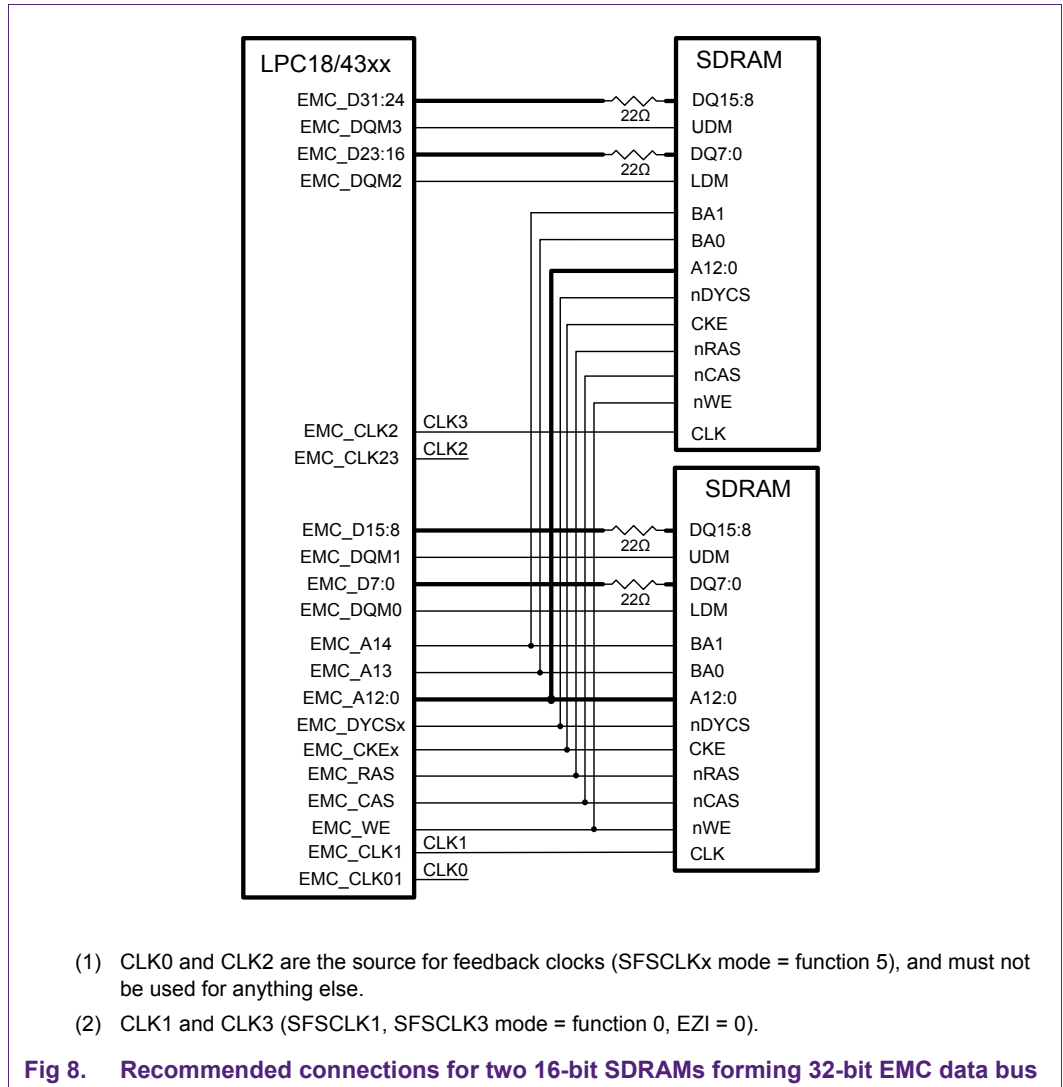 LPC18/43xx
SDRAM
EMC_D31:24
22Ω
DQ15:8
EMC_DQM3
UDM
EMC_D23:16
22Ω
DQ7:0
EMC_DQM2
LDM
BA1
BA0
A12:0
nDYCS
CKE
nRAS
nCAS
nWE
EMC_CLK2
CLK3
CLK
EMC_CLK23
CLK2
SDRAM
EMC_D15:8
22Ω
DQ15:8
EMC_DQM1
UDM
EMC_D7:0
22Ω
DQ7:0
EMC_DQM0
LDM
EMC_A14
BA1
EMC_A13
BA0
EMC_A12:0
A12:0
EMC_DYCSx
nDYCS
EMC_CKEx
CKE
EMC_RAS
nRAS
EMC_CAS
nCAS
EMC_WE
nWE
EMC_CLK1
CLK1
CLK
EMC_CLK01
CLK0
(1) CLK0 and CLK2 are the source for feedback clocks (SFSCLKx mode = function 5), and must not
be used for anything else.
(2) CLK1 and CLK3 (SFSCLK1, SFSCLK3 mode = function 0, EZI = 0).
Fig 8. Recommended connections for two 16-bit SDRAMs forming 32-bit EMC data bus